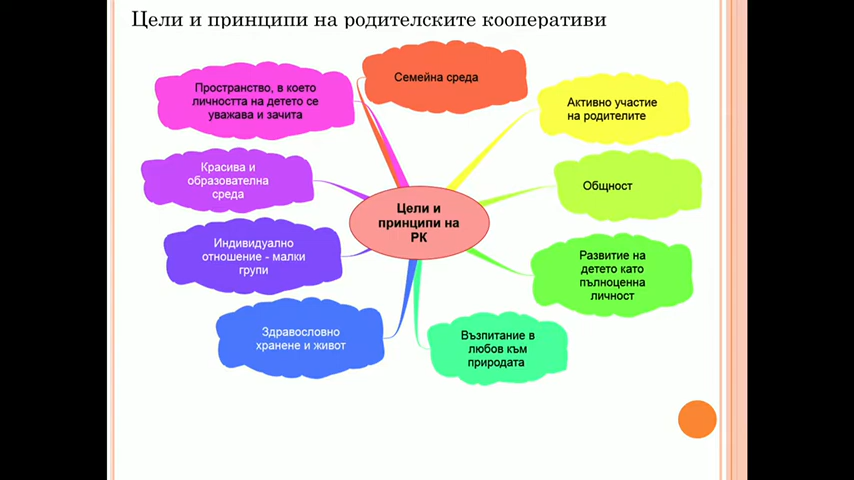 Цели и принципи на родителските кооперативи
Семейна среда
Пространство, в което
личността на детето се
уважава и зачита
Активно участие
на родителите
Красива и
образователна
среда
Общност
Цели и
принципи на
РК
Индивидуално
отношение - малки
групи
Развитие на
детето като
пълноценна
личност
Здравословно
хранене и живот
Възпитание в
любов към
природата